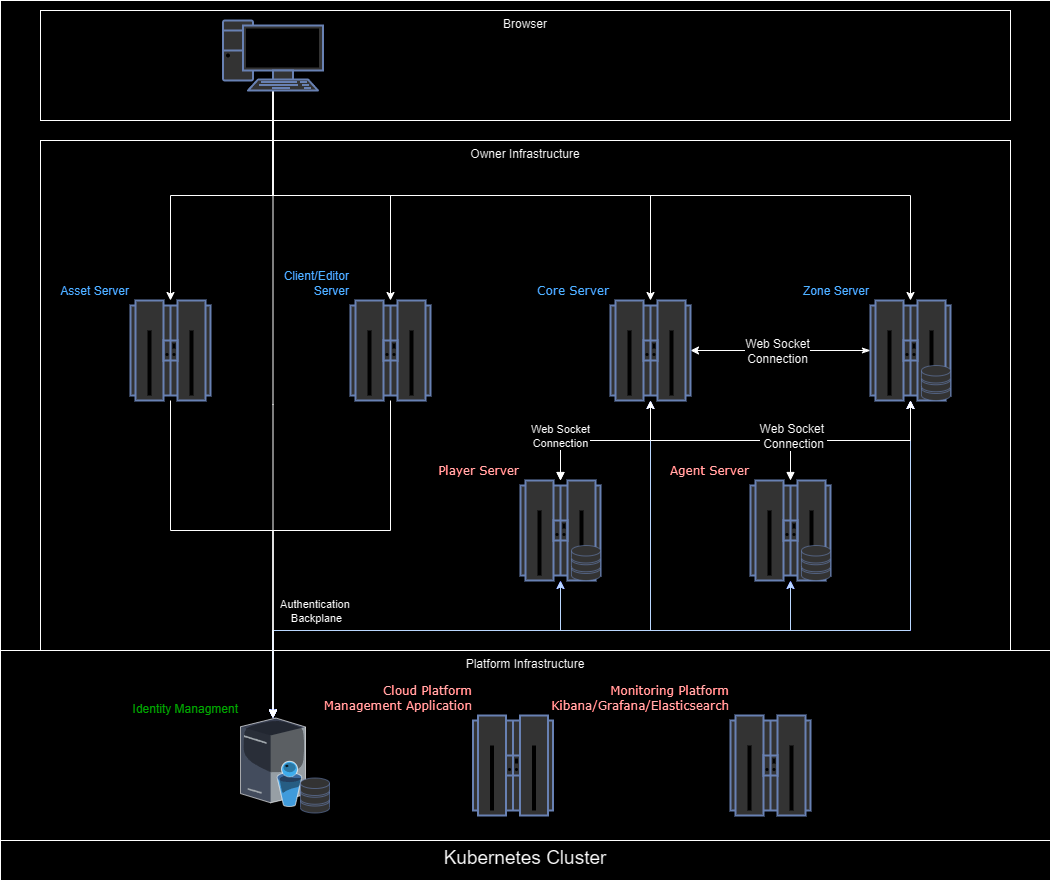 Browser
Owner Infrastructure
Client/Editor
Server
Asset Server
Core Server
Zone Server
Web Socket
Connection
Web Socket
Connection
Web Socket
Connection
Player Server
Agent Server
Authentication
Backplane
Platform Infrastructure
Identity Managment
Cloud Platform
Management Application
Monitoring Platform
Kibana/Grafana/Elasticsearch
Kubernetes Cluster